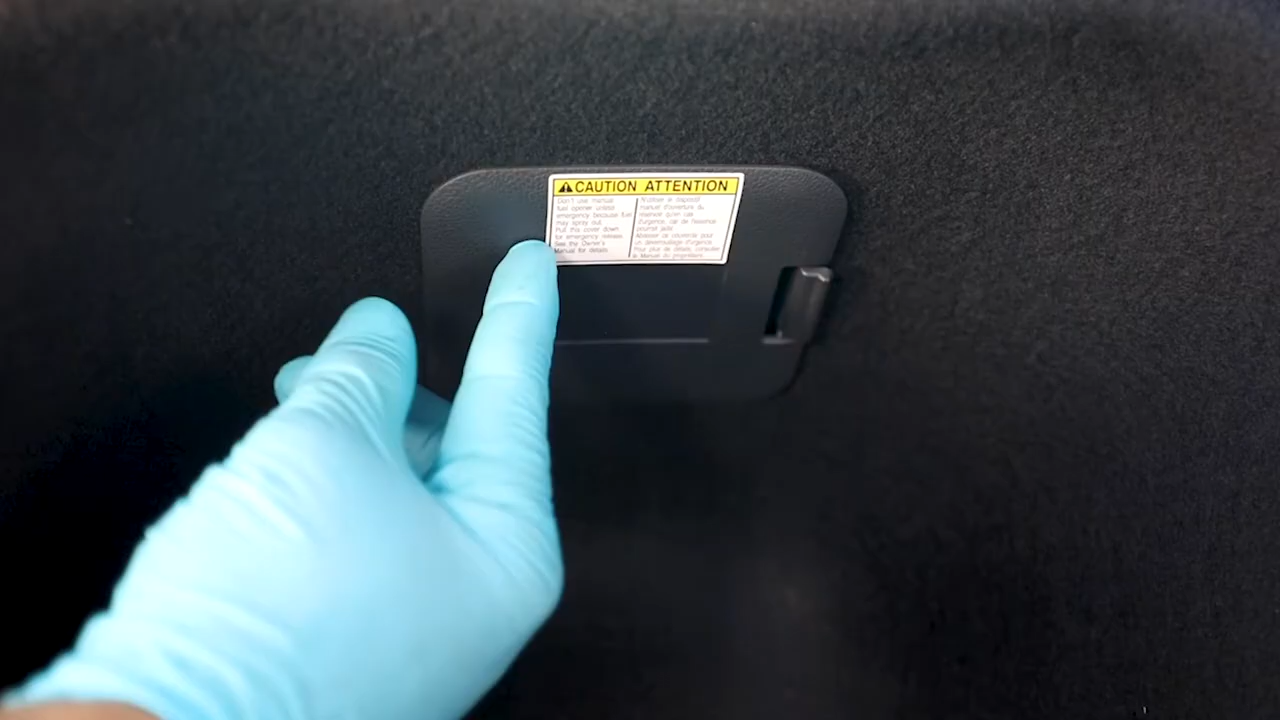 CAUTION ATTENTION
Don't use manual
fuel opener unless
emergency because fuel
may spray out.
Pull this cover down
for emergency release.
See the Owner's
Manual for details.
N'utiliser le dispositif
manuel d'ouverture du
réservoir qu'en cas
d'urgence, car de l'essence
pourrait jaillir.
Abaisser ce couvercle pour
un déverrouillage d'urgence.
Pour plus de détails, consulter
le Manuel du propriétaire.